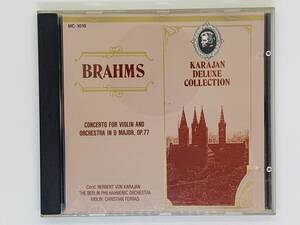 MC-1016
BRAHMS
KARAJAN
DELUXE
COLLECTION
CONCERTO FOR VIOLIN AND
ORCHESTRA IN D MAJOR, OP.77
Cond: HERBERT VON KARAJAN
THE BERLIN PHILHARMONIC ORCHESTRA
VIOLIN: CHRISTIAN FERRAS